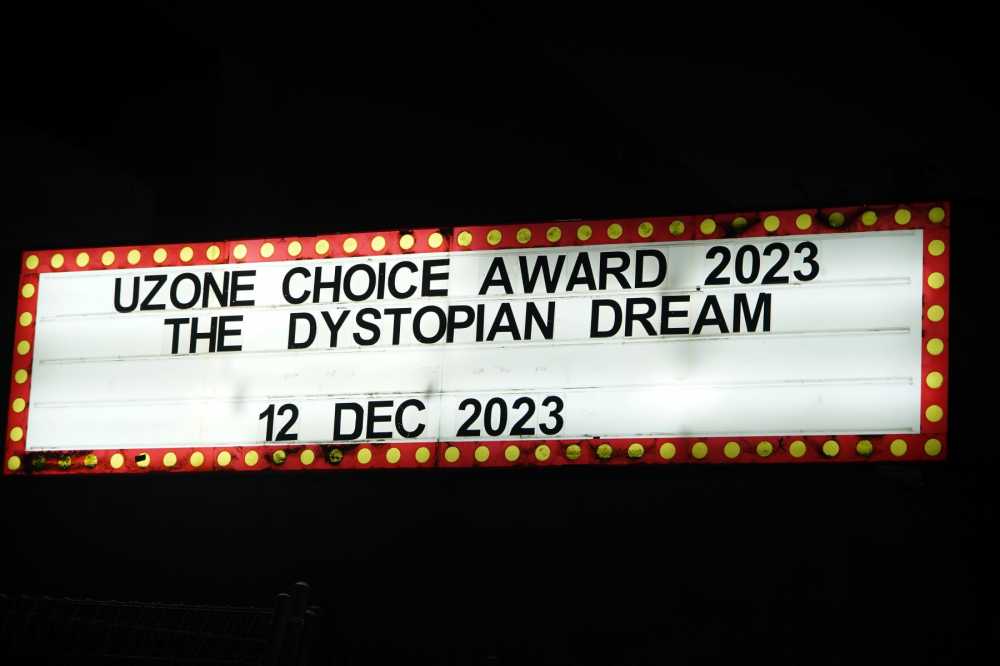 UZONE CHOICE AWARD 2023
THE DYSTOPIAN DREAM
12 DEC 2023